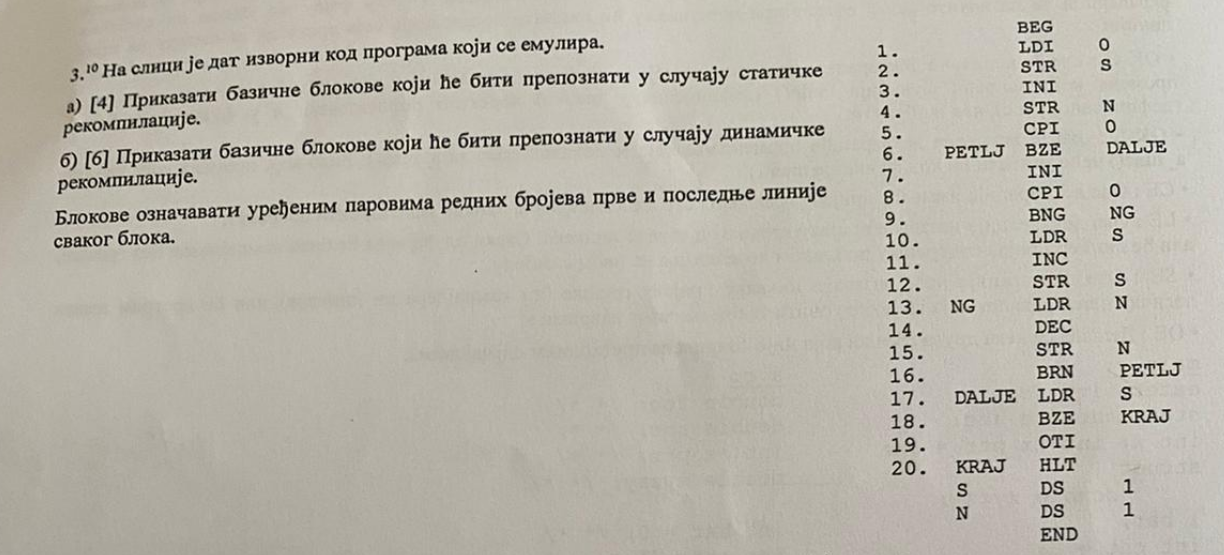 3.¹⁰ На слици је дат изворни код програма који се емулира.
а) [4] Приказати базичне блокове који ће бити препознати у случају статичке
рекомпилације.
б) [6] Приказати базичне блокове који ће бити препознати у случају динамичке
рекомпилације.
Блокове означавати уређеним паровима редних бројева прве и последње линије
сваког блока.
BEG
1. LDI 0
2. STR S
3. INI
4. STR N
5. CPI 0
6. PETLJ BZE DALJE
7. INI
8. CPI 0
9. BNG NG
10. LDR S
11. INC
12. STR S
13. NG LDR N
14. DEC
15. STR N
16. BRN PETLJ
17. DALJE LDR S
18. BZE KRAJ
19. OTI
20. KRAJ HLT
S DS 1
N DS 1
END